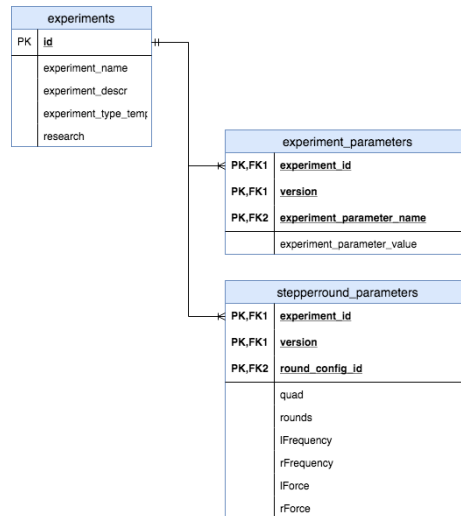 experiments
PK id
experiment_name
experiment_descr
experiment_type_temp
research
experiment_parameters
PK,FK1 experiment_id
PK,FK1 version
PK,FK2 experiment_parameter_name
experiment_parameter_value
stepperround_parameters
PK,FK1 experiment_id
PK,FK1 version
PK,FK2 round_config_id
quad
rounds
lFrequency
rFrequency
lForce
rForce